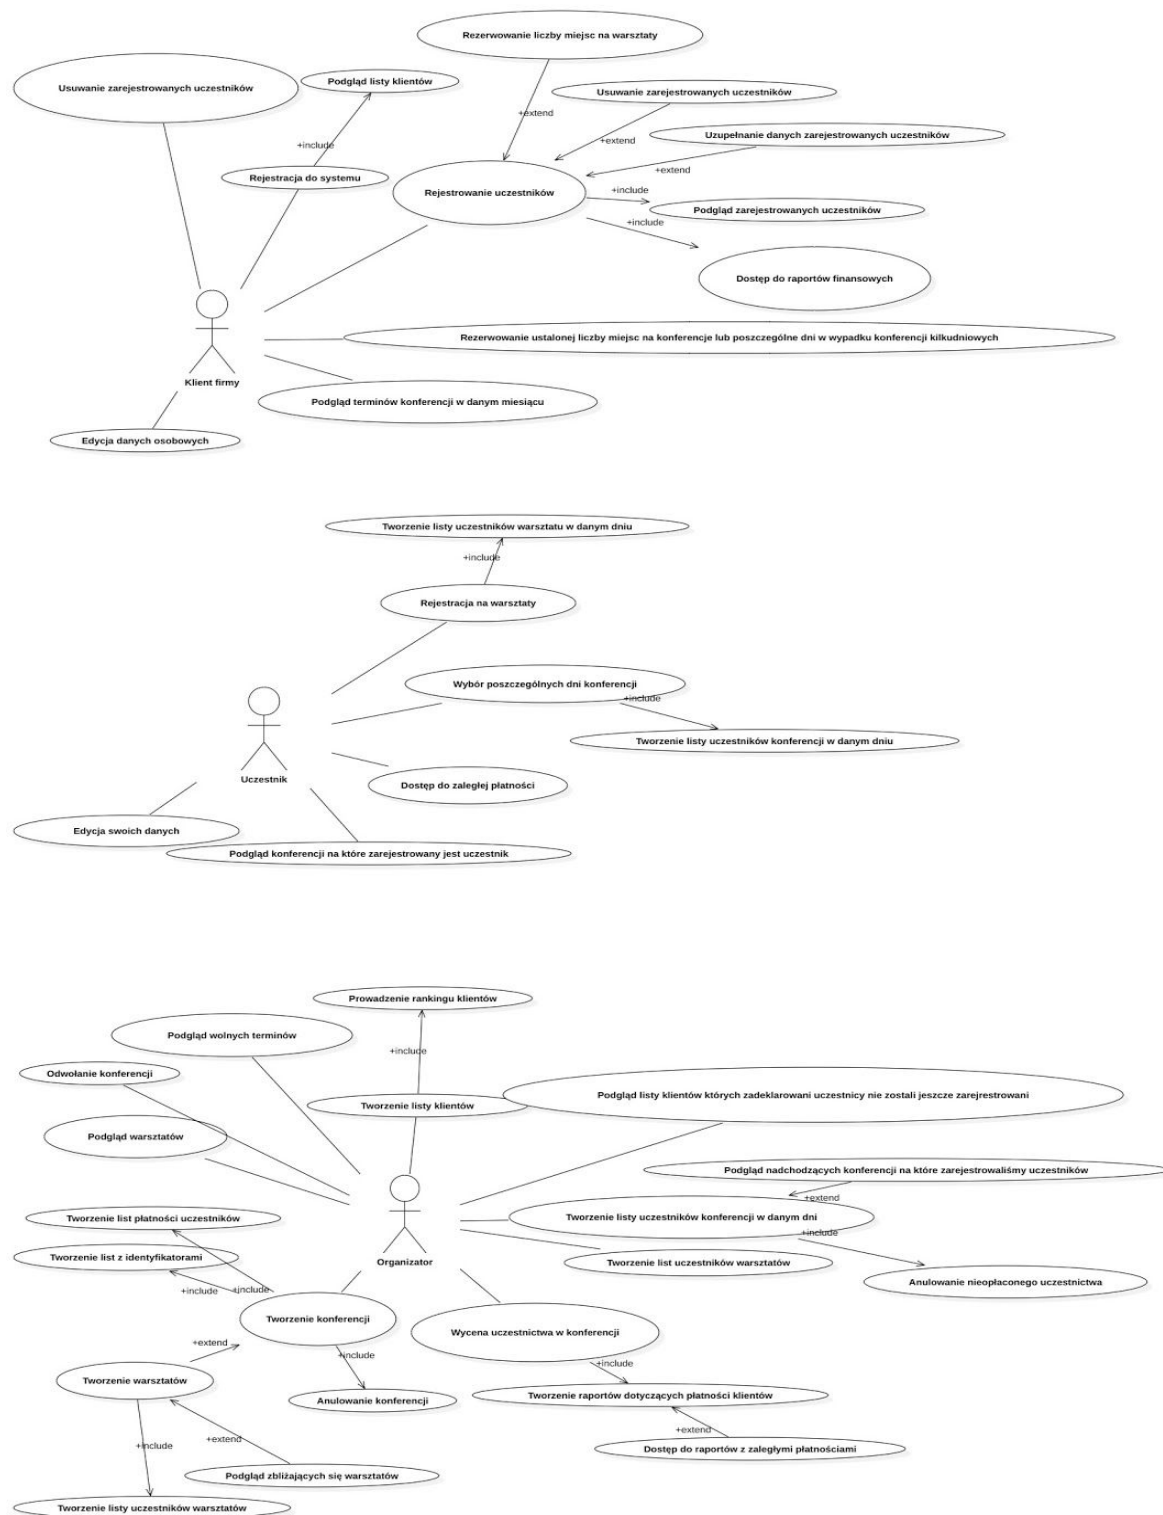 Rezerwowanie liczby miejsc na warsztaty
Usuwanie zarejestrowanych uczestników
Podgląd listy klientów
Usuwanie zarejestrowanych uczestników
+extend
+include
+extend
Uzupełnanie danych zarejestrowanych uczestników
+extend
Rejestracja do systemu
Rejestrowanie uczestników
+include
Podgląd zarejestrowanych uczestników
+include
Dostęp do raportów finansowych
Rezerwowanie ustalonej liczby miejsc na konferencje lub poszczególne dni w wypadku konferencji kilkudniowych
Klient firmy
Podgląd terminów konferencji w danym miesiącu
Edycja danych osobowych
Tworzenie listy uczestników warsztatu w danym dniu
+include
Rejestracja na warsztaty
Wybór poszczególnych dni konferencji
+include
Tworzenie listy uczestników konferencji w danym dniu
Uczestnik
Dostęp do zaległej płatności
Edycja swoich danych
Podgląd konferencji na które zarejestrowany jest uczestnik
Prowadzenie rankingu klientów
Podgląd wolnych terminów
+include
Odwołanie konferencji
Tworzenie listy klientów
Podgląd listy klientów których zadeklarowani uczestnicy nie zostali jeszcze zarejrestrowani
Podgląd warsztatów
Podgląd nadchodzących konferencji na które zarejestrowaliśmy uczestników
+extend
Tworzenie list płatności uczestników
Tworzenie listy uczestników konferencji w danym dni
+include
Tworzenie list z identyfikatorami
Organizator
Tworzenie list uczestników warsztatów
Anulowanie nieopłaconego uczestnictwa
+include
+include
Tworzenie konferencji
Wycena uczestnictwa w konferencji
+extend
+include
+include
Tworzenie warsztatów
Anulowanie konferencji
Tworzenie raportów dotyczących płatności klientów
+extend
+include
+extend
Dostęp do raportów z zaległymi płatnościami
Podgląd zbliżających się warsztatów
Tworzenie listy uczestników warsztatów